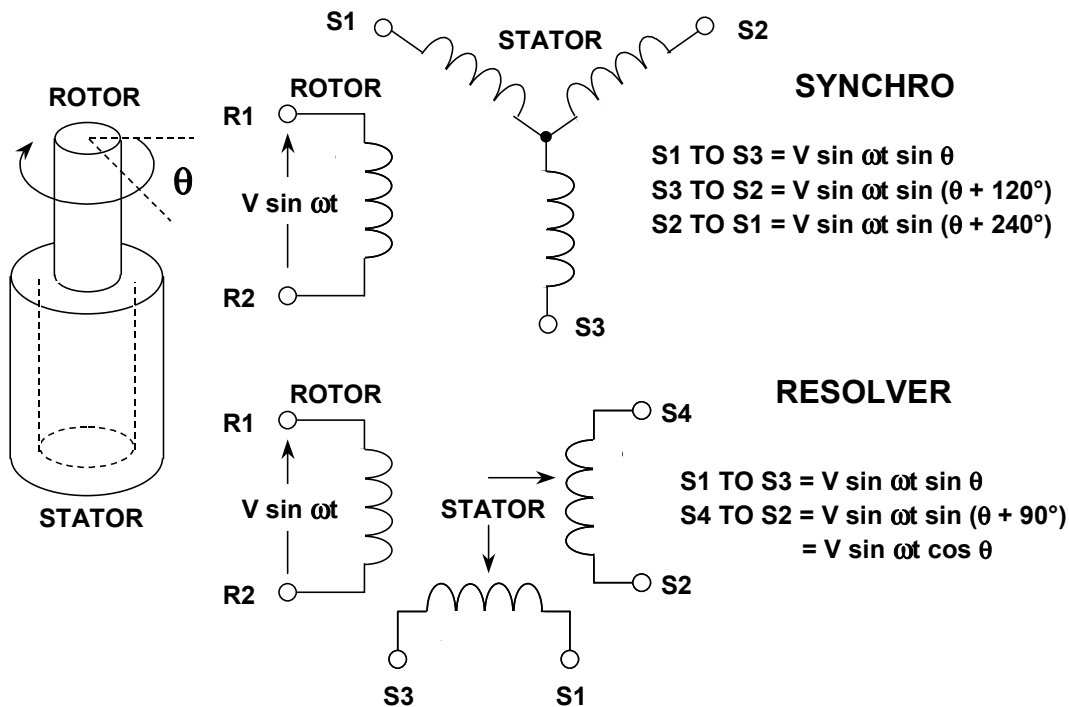 ROTOR
θ
STATOR
S1
STATOR
S2
ROTOR
R1
V sin ωt
R2
S3
SYNCHRO
S1 TO S3 = V sin ωt sin θ
S3 TO S2 = V sin ωt sin (θ + 120°)
S2 TO S1 = V sin ωt sin (θ + 240°)
ROTOR
R1
V sin ωt
R2
STATOR
S4
S2
S3
S1
RESOLVER
S1 TO S3 = V sin ωt sin θ
S4 TO S2 = V sin ωt sin (θ + 90°)
= V sin ωt cos θ